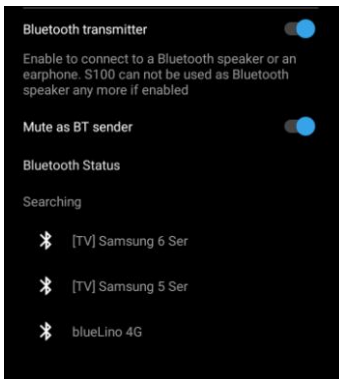 Bluetooth transmitter
Enable to connect to a Bluetooth speaker or an
earphone. S100 can not be used as Bluetooth
speaker any more if enabled
Mute as BT sender
Bluetooth Status
Searching
[TV] Samsung 6 Ser
[TV] Samsung 5 Ser
blueLino 4G